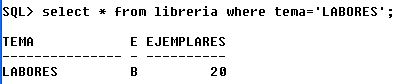 SQL> select * from libreria where tema='LABORES';
TEMA            E EJEMPLARES
--------------- - ----------
LABORES         B         20